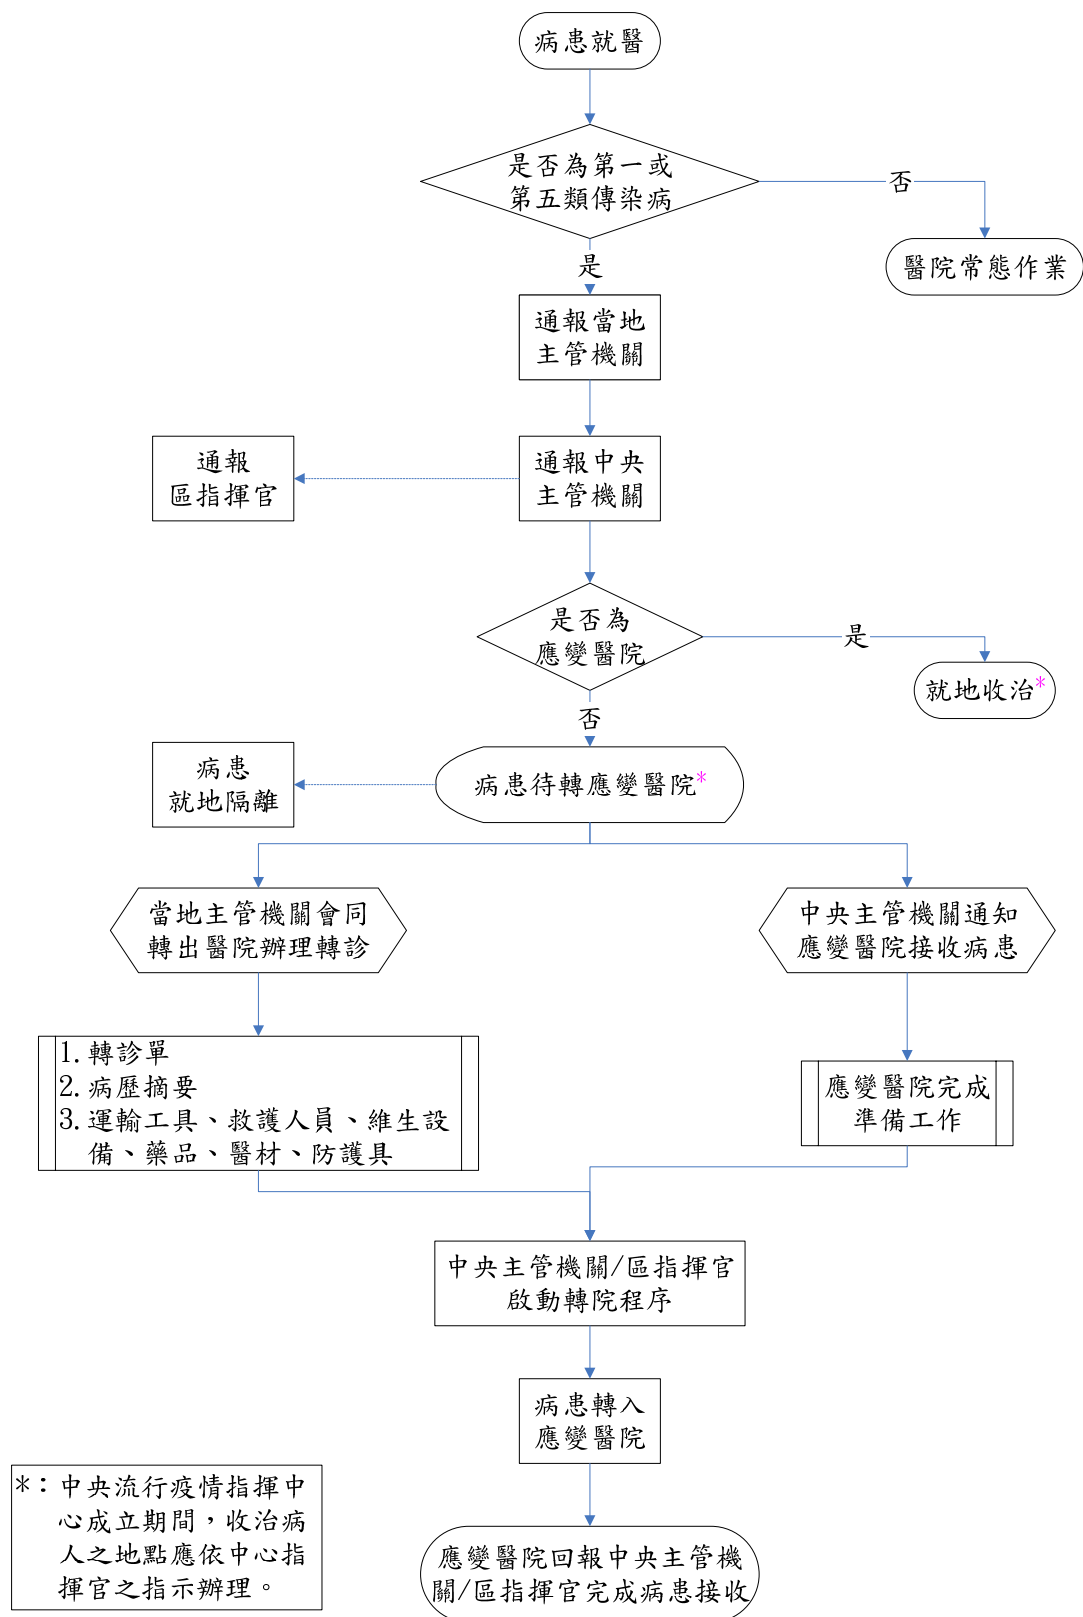 病患就醫
是否為第一或
第五類傳染病
否
醫院常態作業
是
通報當地
主管機關
通報
區指揮官
通報中央
主管機關
是否為
應變醫院
是
就地收治*
否
病患
就地隔離
病患待轉應變醫院*
當地主管機關會同
轉出醫院辦理轉診
中央主管機關通知
應變醫院接收病患
1. 轉診單
2. 病歷摘要
3. 運輸工具、救護人員、維生設
備、藥品、醫材、防護具
應變醫院完成
準備工作
中央主管機關/區指揮官
啟動轉院程序
病患轉入
應變醫院
*：中央流行疫情指揮中
心成立期間，收治病
人之地點應依中心指
揮官之指示辦理。
應變醫院回報中央主管機
關/區指揮官完成病患接收